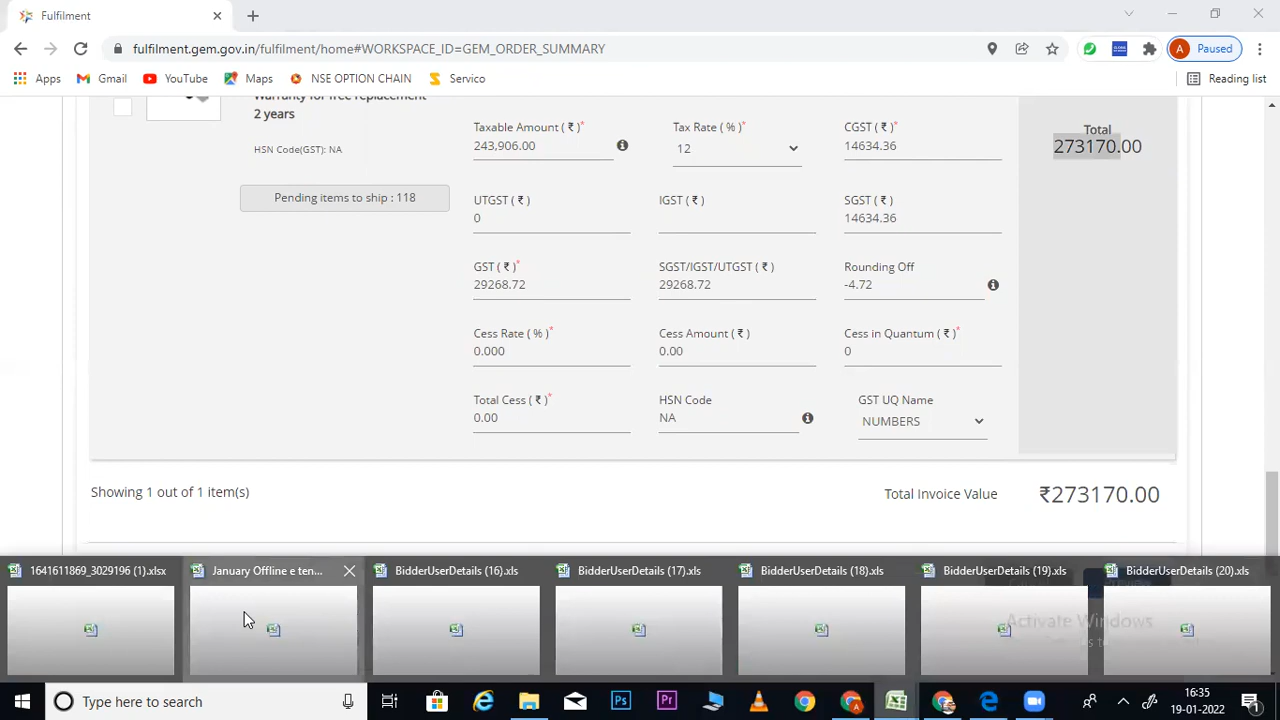 Fulfilment
fulfilment.gem.gov.in/fulfilment/home#WORKSPACE_ID=GEM_ORDER_SUMMARY
A Paused
Apps Gmail YouTube Maps NSE OPTION CHAIN Servico Reading list
Warranty for free replacement
2 years
HSN Code(GST): NA
Pending items to ship : 118
Taxable Amount ( ₹ )* Tax Rate ( % )* CGST ( ₹ )* Total
243,906.00 12 14634.36 273170.00
UTGST ( ₹ ) IGST ( ₹ ) SGST ( ₹ )
0 14634.36
GST ( ₹ )* SGST/IGST/UTGST ( ₹ ) Rounding Off
29268.72 29268.72 -4.72
Cess Rate ( % )* Cess Amount ( ₹ ) Cess in Quantum ( ₹ )*
0.000 0.00 0
Total Cess ( ₹ )* HSN Code GST UQ Name
0.00 NA NUMBERS
Showing 1 out of 1 item(s) Total Invoice Value ₹273170.00
1641611869_3029196 (1).xlsx January Offline e ten... BidderUserDetails (16).xls BidderUserDetails (17).xls BidderUserDetails (18).xls BidderUserDetails (19).xls BidderUserDetails (20).xls
Activate Windows
Type here to search
16:35
19-01-2022